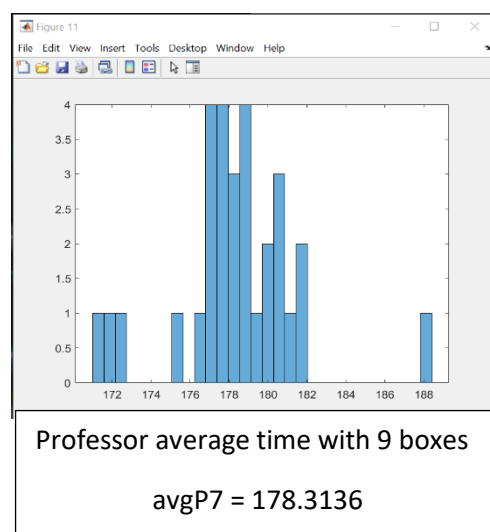 Figure 11
File Edit View Insert Tools Desktop Window Help
4
3.5
3
2.5
2
1.5
1
0.5
0
172 174 176 178 180 182 184 186 188
Professor average time with 9 boxes
avgP7 = 178.3136